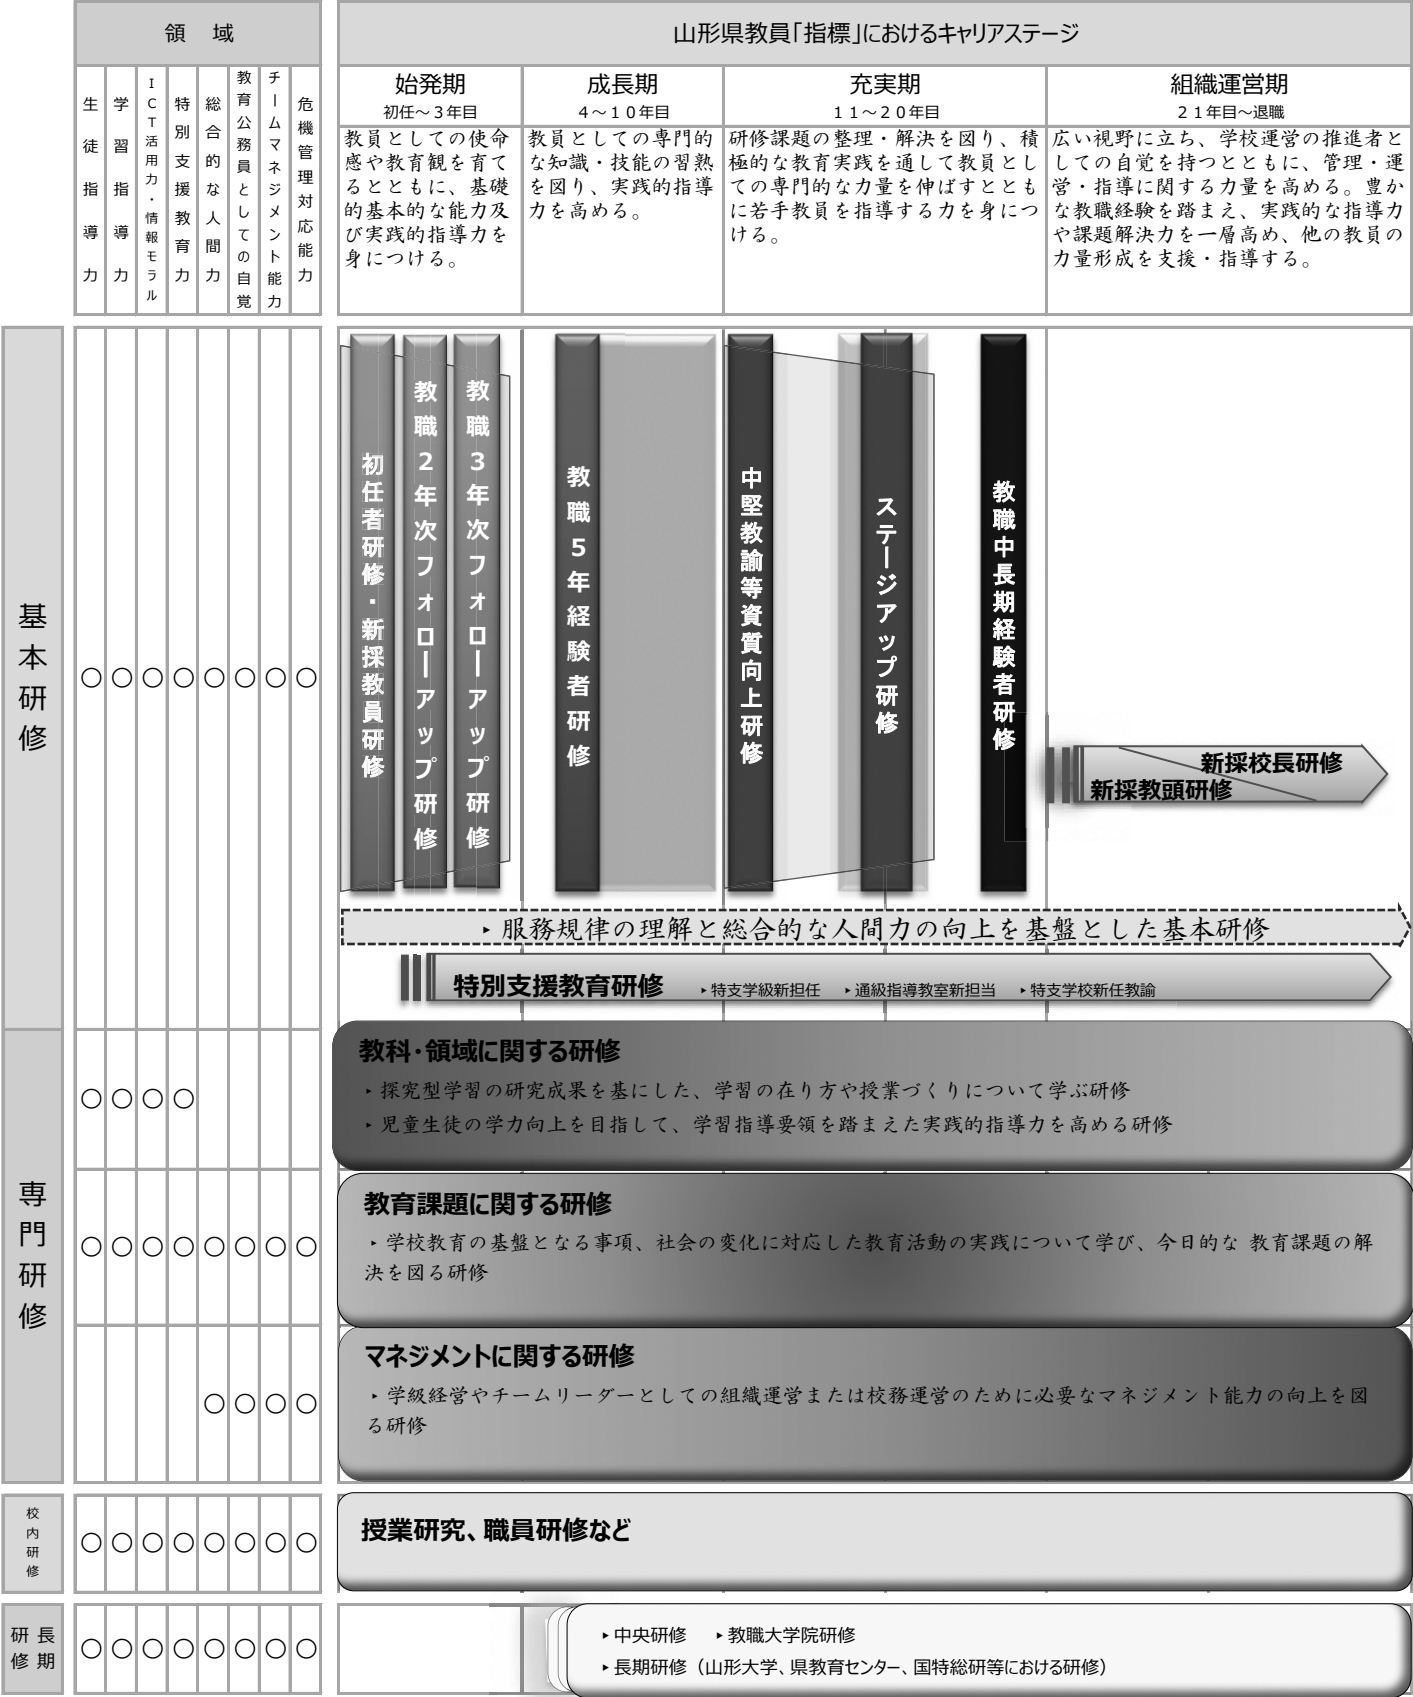 領　域
山形県教員「指標」におけるキャリアステージ
生徒指導力
学習指導力
ＩＣＴ活用力・情報モラル
特別支援教育力
総合的な人間力
教育公務員としての自覚
チームマネジメント能力
危機管理対応能力
始発期
初任～３年目
教員としての使命
感や教育観を育て
るとともに、基礎
的基本的な能力及
び実践的指導力を
身につける。
成長期
４～１０年目
教員としての専門的
な知識・技能の習熟
を図り、実践的指導
力を高める。
充実期
１１～２０年目
研修課題の整理・解決を図り、積
極的な教育実践を通して教員とし
ての専門的な力量を伸ばすととも
に若手教員を指導する力を身につ
ける。
組織運営期
２１年目～退職
広い視野に立ち、学校運営の推進者と
しての自覚を持つとともに、管理・運
営・指導に関する力量を高める。豊か
な教職経験を踏まえ、実践的な指導力
や課題解決力を一層高め、他の教員の
力量形成を支援・指導する。
基本研修
○○○○○○○○
初任者研修・新採教員研修
教職２年次フォローアップ研修
教職３年次フォローアップ研修
教職５年経験者研修
中堅教諭等資質向上研修
ステージアップ研修
教職中長期経験者研修
新採校長研修
新採教頭研修
‣服務規律の理解と総合的な人間力の向上を基盤とした基本研修
特別支援教育研修　‣特支学級新担任　‣通級指導教室新担当　‣特支学校新任教諭
専門研修
○○○○
教科・領域に関する研修
‣探究型学習の研究成果を基にした、学習の在り方や授業づくりについて学ぶ研修
‣児童生徒の学力向上を目指して、学習指導要領を踏まえた実践的指導力を高める研修
○○○○○○○○
教育課題に関する研修
‣学校教育の基盤となる事項、社会の変化に対応した教育活動の実践について学び、今日的な 教育課題の解
決を図る研修
○○○○
マネジメントに関する研修
‣学級経営やチームリーダーとしての組織運営または校務運営のために必要なマネジメント能力の向上を図
る研修
校内研修
○○○○○○○○
授業研究、職員研修など
長期研修
○○○○○○○○
‣中央研修　‣教職大学院研修
‣長期研修（山形大学、県教育センター、国特総研等における研修）